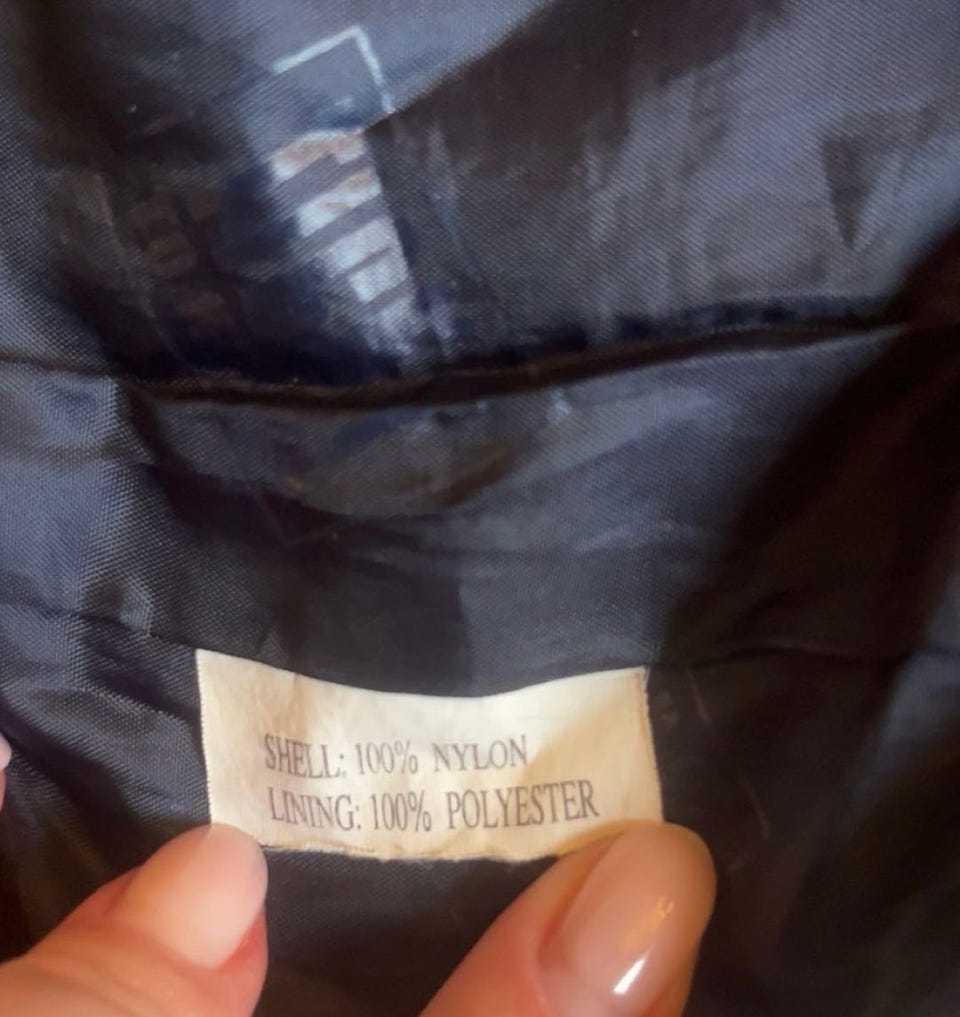 SHELL: 100% NYLON
LINING: 100% POLYESTER